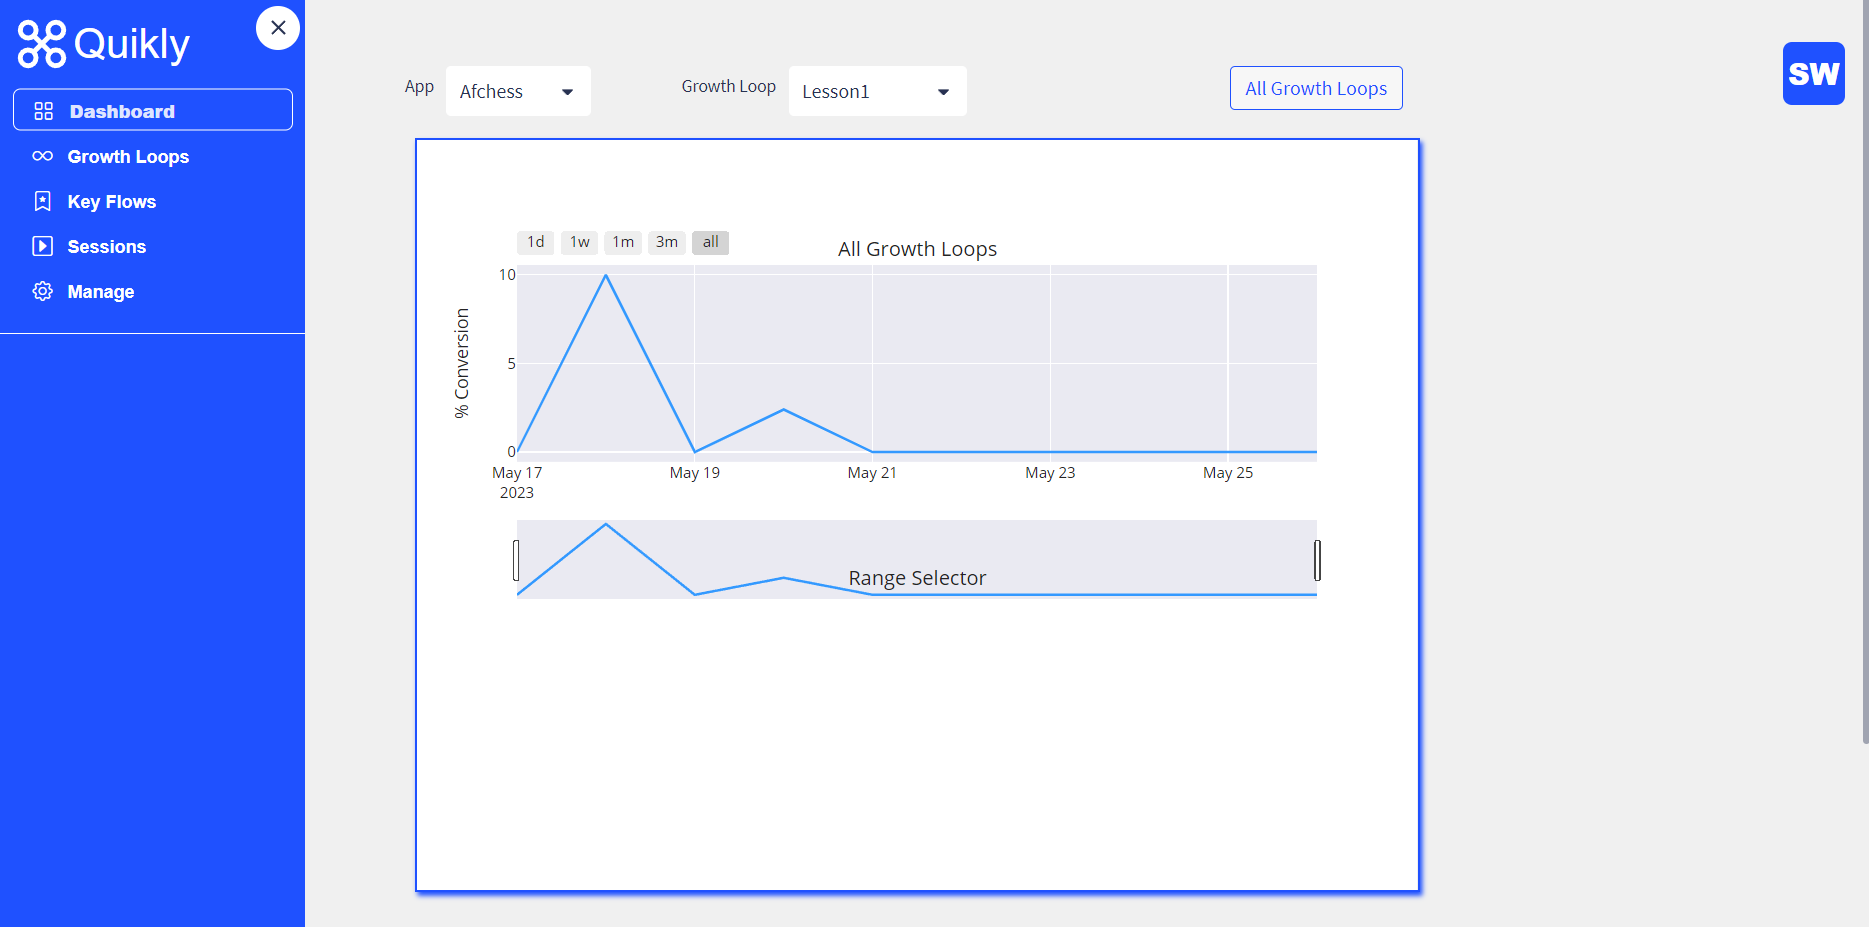 Quikly
Dashboard
Growth Loops
Key Flows
Sessions
Manage
App
Afchess
Growth Loop
Lesson1
All Growth Loops
SW
1d
1w
1m
3m
all
All Growth Loops
% Conversion
10
5
0
May 17
2023
May 19
May 21
May 23
May 25
Range Selector